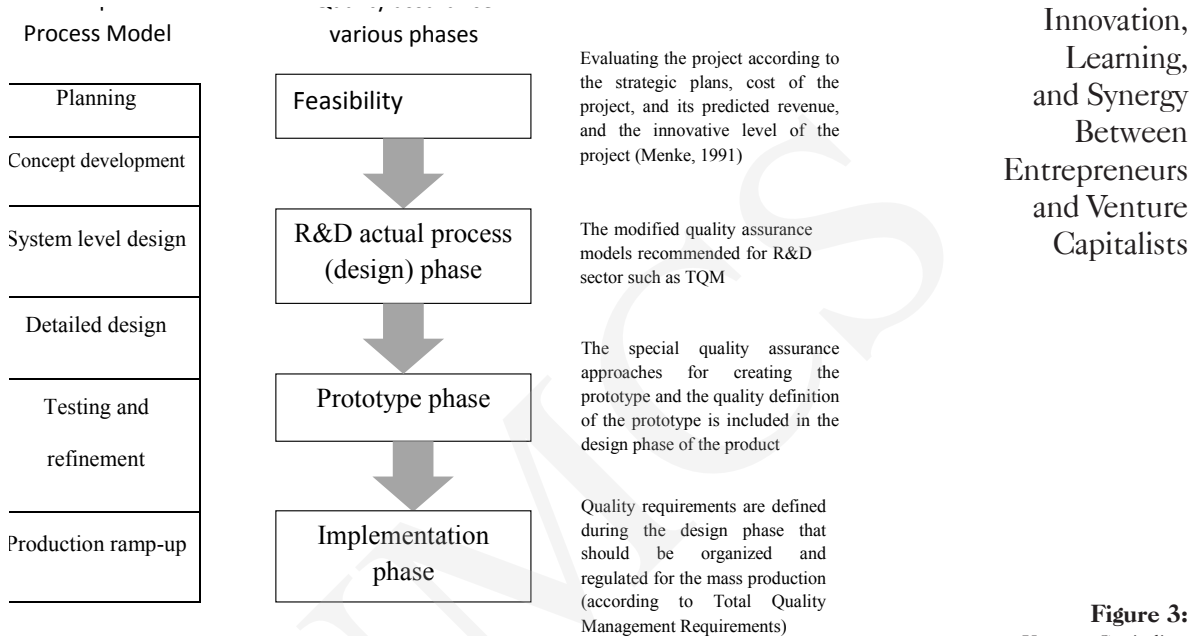 Process Model
Planning
Concept development
System level design
Detailed design
Testing and
refinement
Production ramp-up
various phases
Feasibility
R&D actual process
(design) phase
Prototype phase
Implementation
phase
Evaluating the project according to
the strategic plans, cost of the
project, and its predicted revenue,
and the innovative level of the
project (Menke, 1991)
The modified quality assurance
models recommended for R&D
sector such as TQM
The special quality assurance
approaches for creating the
prototype and the quality definition
of the prototype is included in the
design phase of the product
Quality requirements are defined
during the design phase that
should be organized and
regulated for the mass production
(according to Total Quality
Management Requirements)
Innovation,
Learning,
and Synergy
Between
Entrepreneurs
and Venture
Capitalists
Figure 3:
MCS